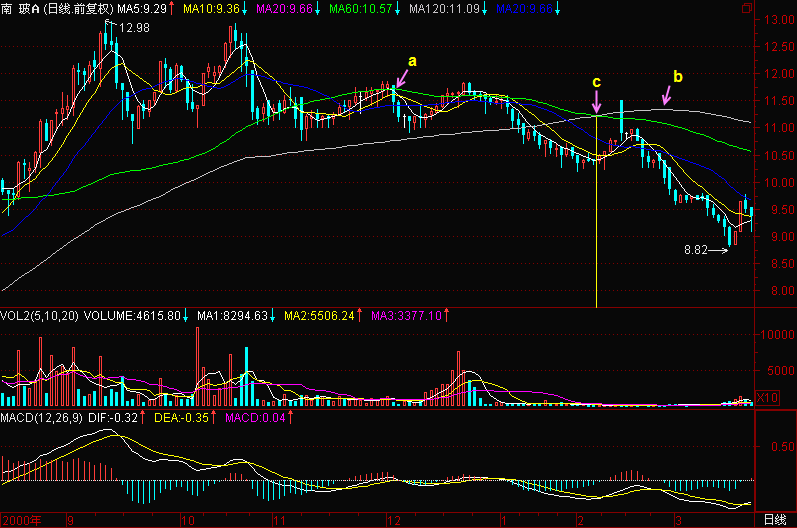 南 玻A (日线.前复权) MA5:9.29↑ MA10:9.36↓ MA20:9.66↓ MA60:10.57↓ MA120:11.09↓ MA20:9.66↓
13.00
12.98
12.50
a
12.00
c
b
11.50
11.00
10.50
10.00
9.50
9.00
8.82
8.50
8.00
VOL2(5,10,20) VOLUME:4615.80↓ MA1:8294.63↓ MA2:5506.24↑ MA3:3377.10↑
10000
5000
X10
MACD(12,26,9) DIF:-0.32↑ DEA:-0.35↑ MACD:0.04↑
0.50
2000年 9 10 11 12 1 2 3 日线